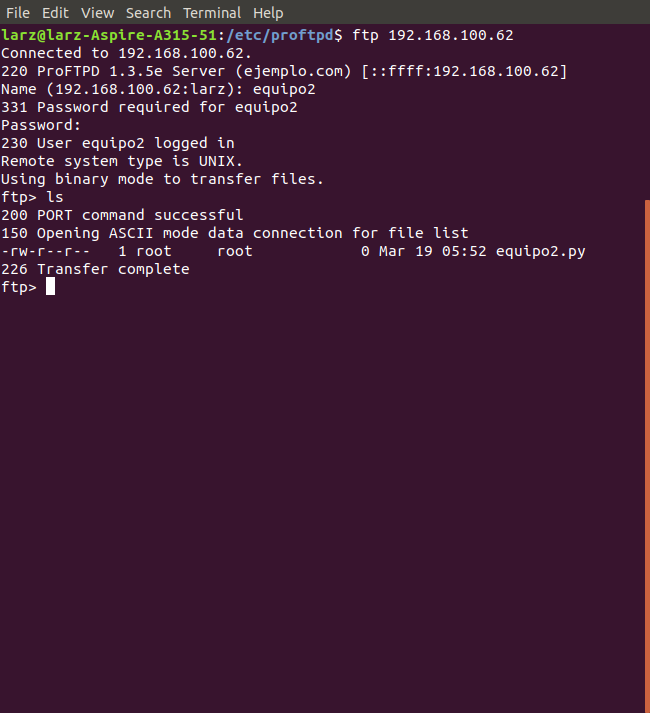 File Edit View Search Terminal Help
larz@larz-Aspire-A315-51:/etc/proftpd$ ftp 192.168.100.62
Connected to 192.168.100.62.
220 ProFTPD 1.3.5e Server (ejemplo.com) [::ffff:192.168.100.62]
Name (192.168.100.62:larz): equipo2
331 Password required for equipo2
Password:
230 User equipo2 logged in
Remote system type is UNIX.
Using binary mode to transfer files.
ftp> ls
200 PORT command successful
150 Opening ASCII mode data connection for file list
-rw-r--r--   1 root     root            0 Mar 19 05:52 equipo2.py
226 Transfer complete
ftp>